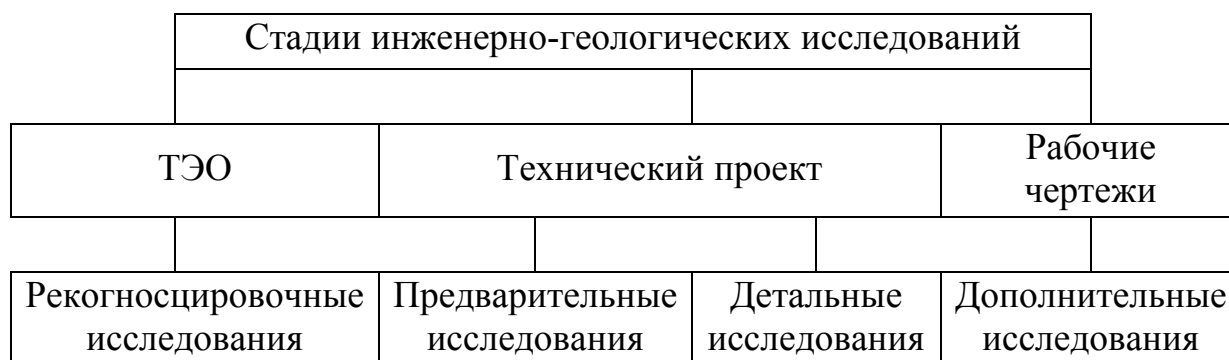 Стадии инженерно-геологических исследований
ТЭО
Технический проект
Рабочие
чертежи
Рекогносцировочные
исследования
Предварительные
исследования
Детальные
исследования
Дополнительные
исследования